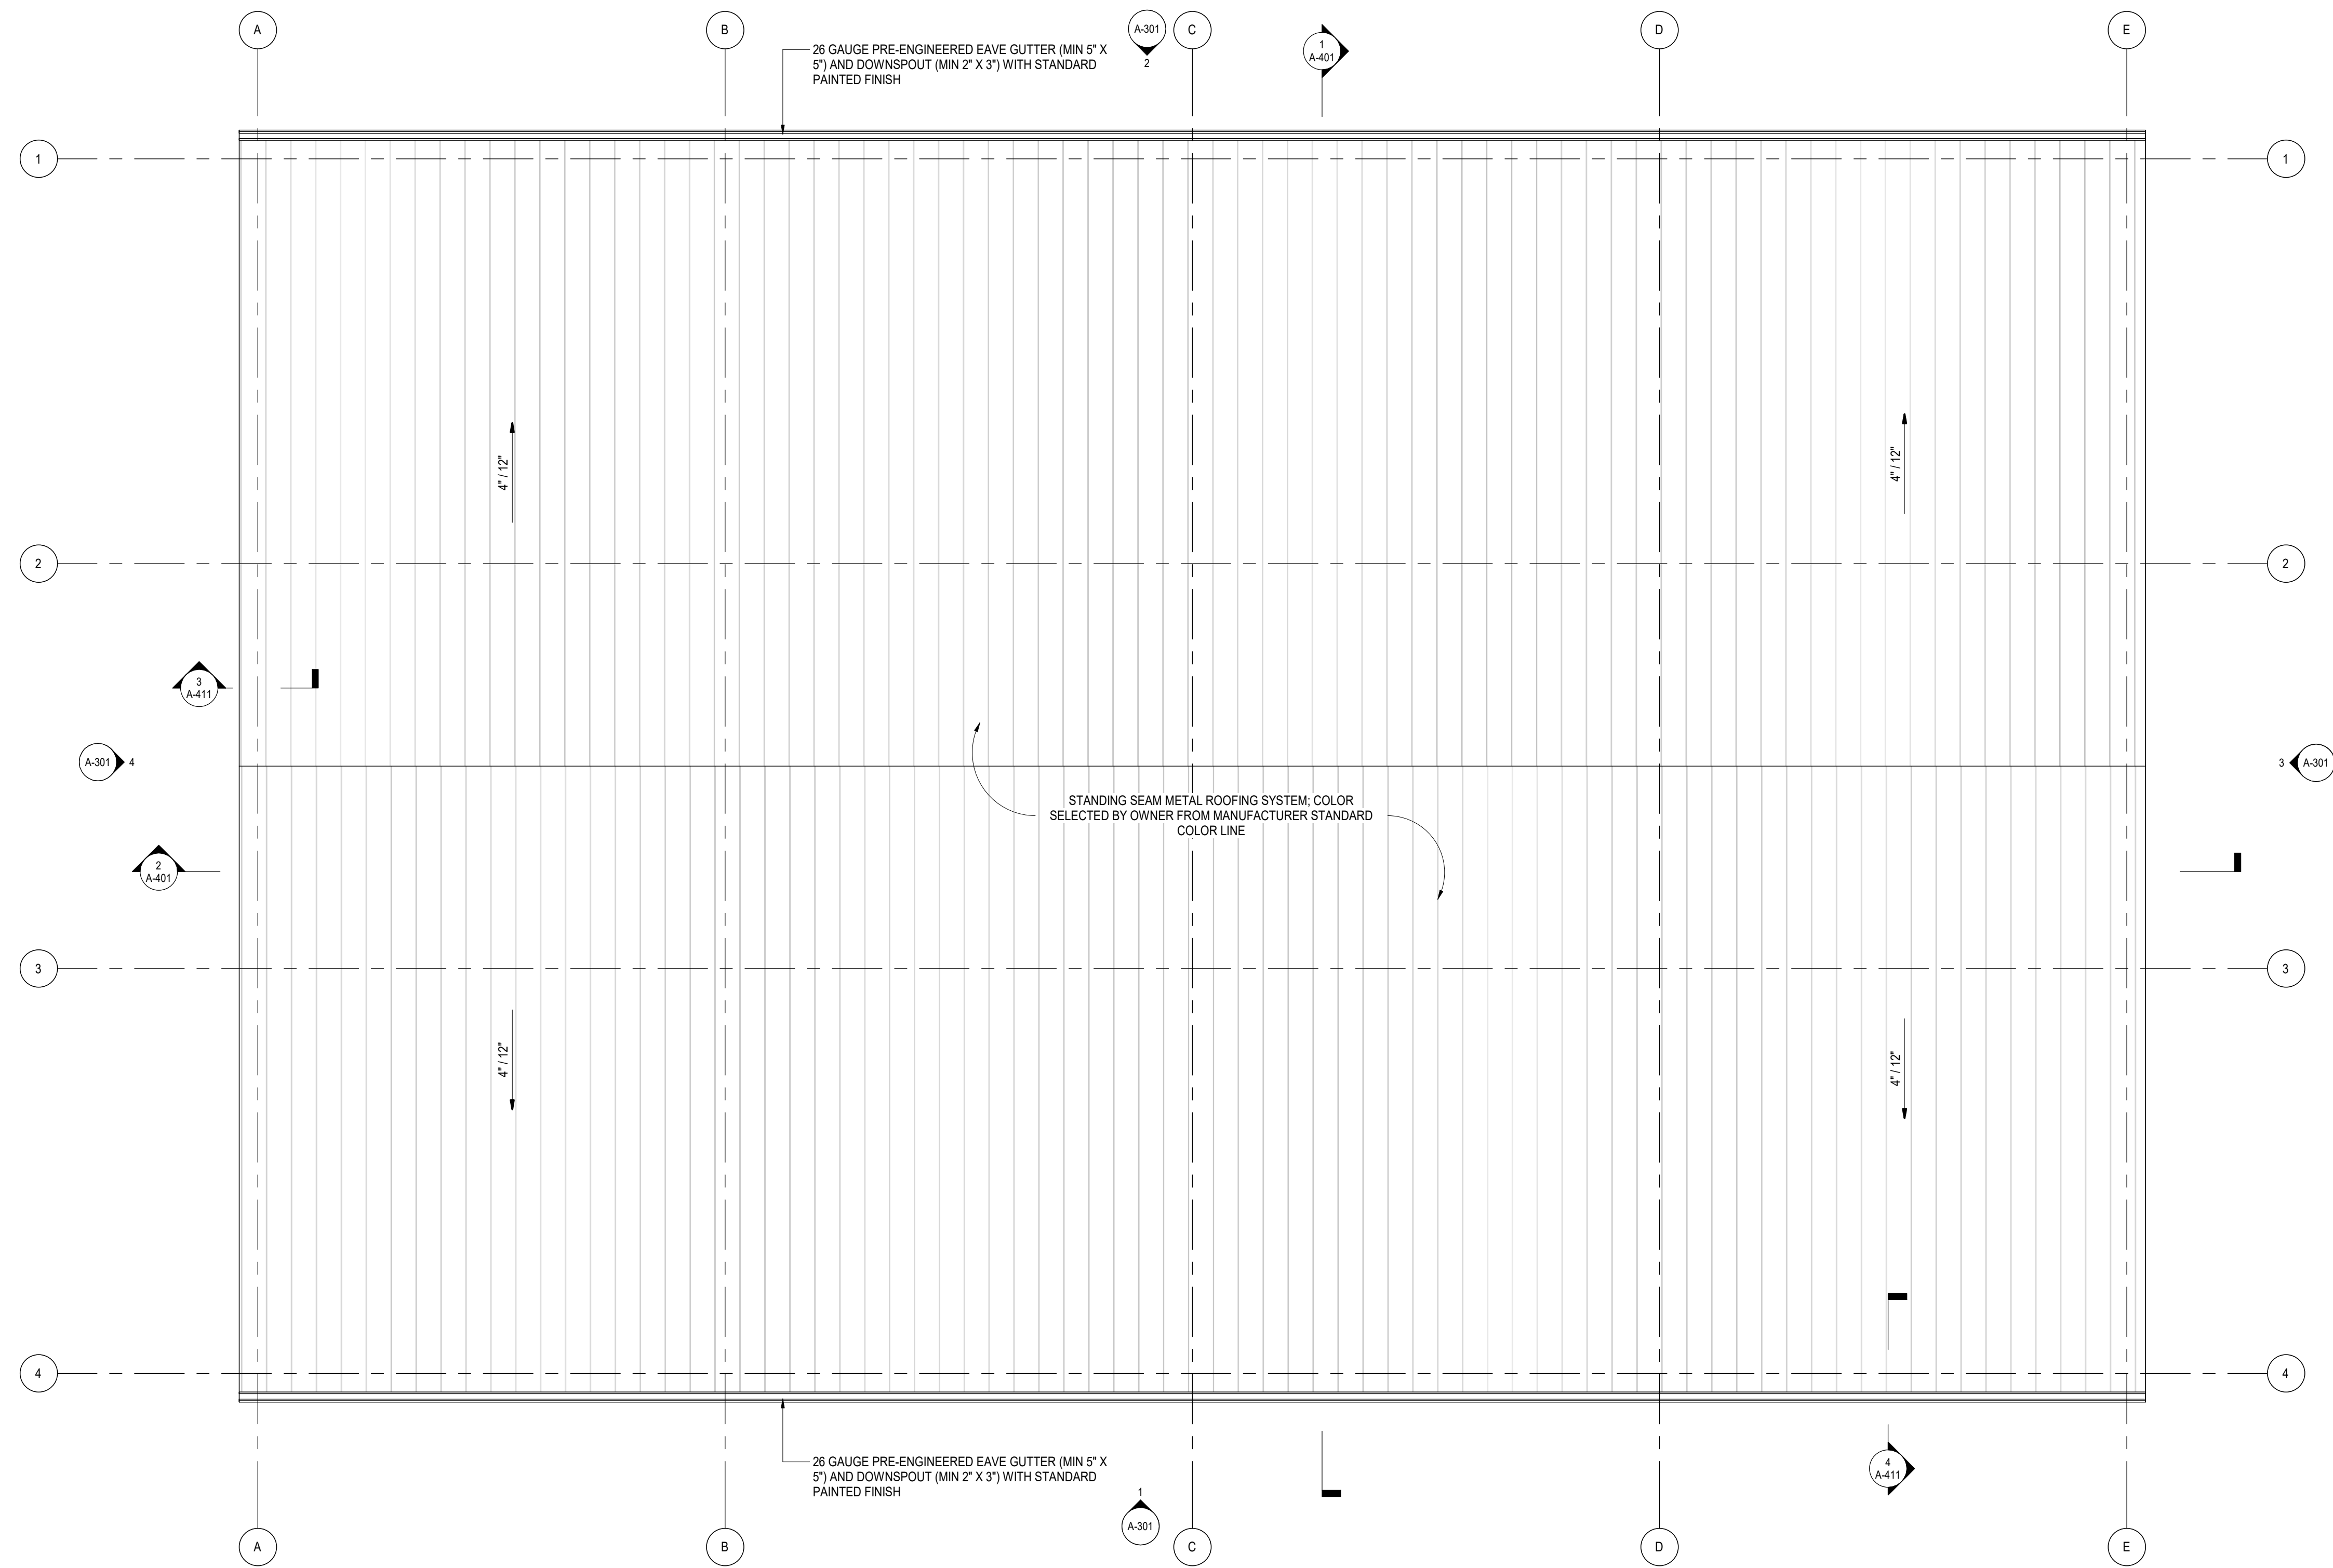 A
B
A-301
2
C
1
A-401
D
E
26 GAUGE PRE-ENGINEERED EAVE GUTTER (MIN 5" X
5") AND DOWNSPOUT (MIN 2" X 3") WITH STANDARD
PAINTED FINISH
1
1
4" / 12"
4" / 12"
2
2
3
A-411
A-301
4
3
A-301
STANDING SEAM METAL ROOFING SYSTEM; COLOR
SELECTED BY OWNER FROM MANUFACTURER STANDARD
COLOR LINE
2
A-401
3
3
4" / 12"
4" / 12"
4
4
26 GAUGE PRE-ENGINEERED EAVE GUTTER (MIN 5" X
5") AND DOWNSPOUT (MIN 2" X 3") WITH STANDARD
PAINTED FINISH
4
A-411
1
A-301
A
B
C
D
E